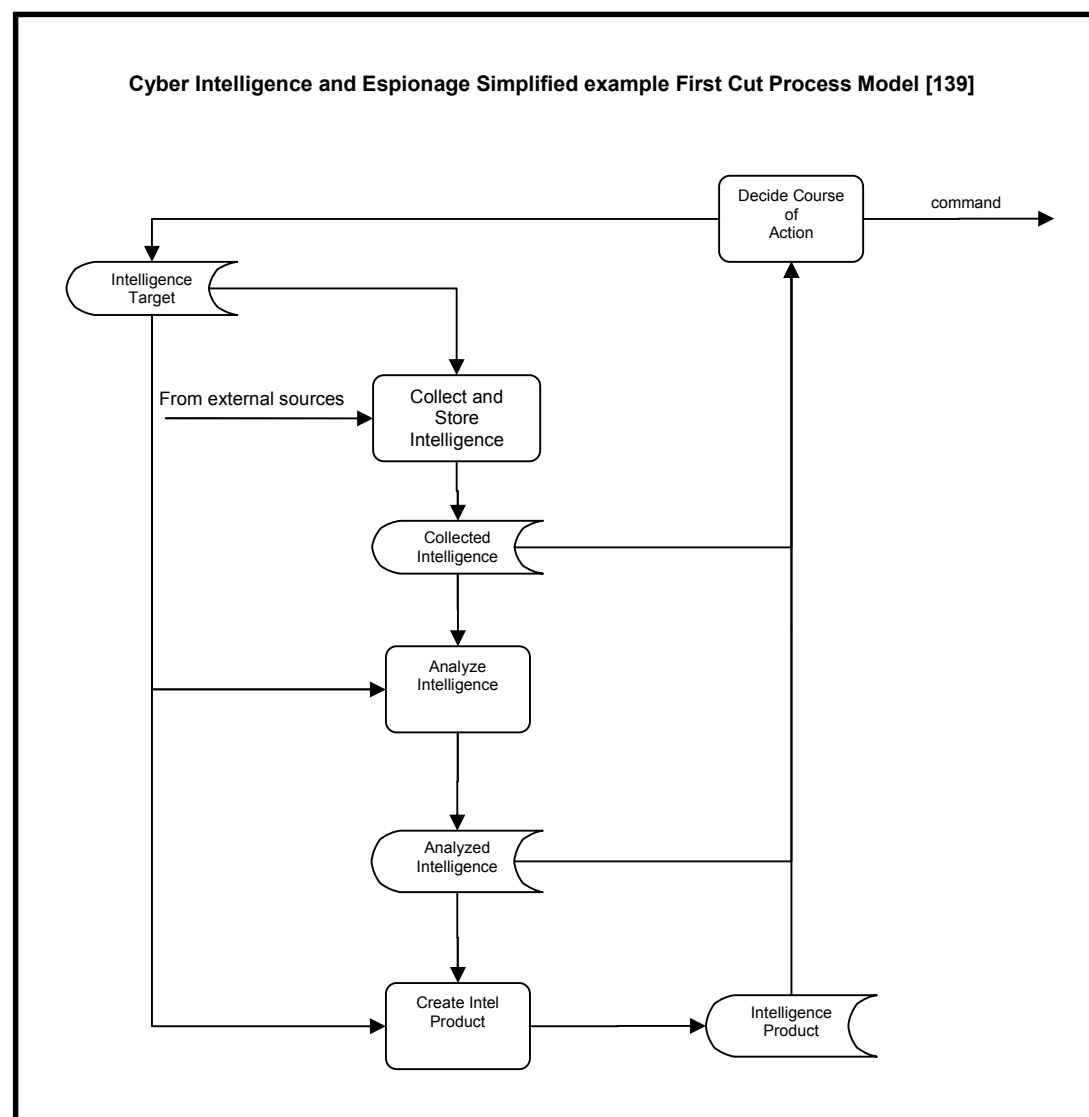 Cyber Intelligence and Espionage Simplified example First Cut Process Model [139]
Decide Course
of
Action
command
Intelligence
Target
From external sources
Collect and
Store
Intelligence
Collected
Intelligence
Analyze
Intelligence
Analyzed
Intelligence
Create Intel
Product
Intelligence
Product